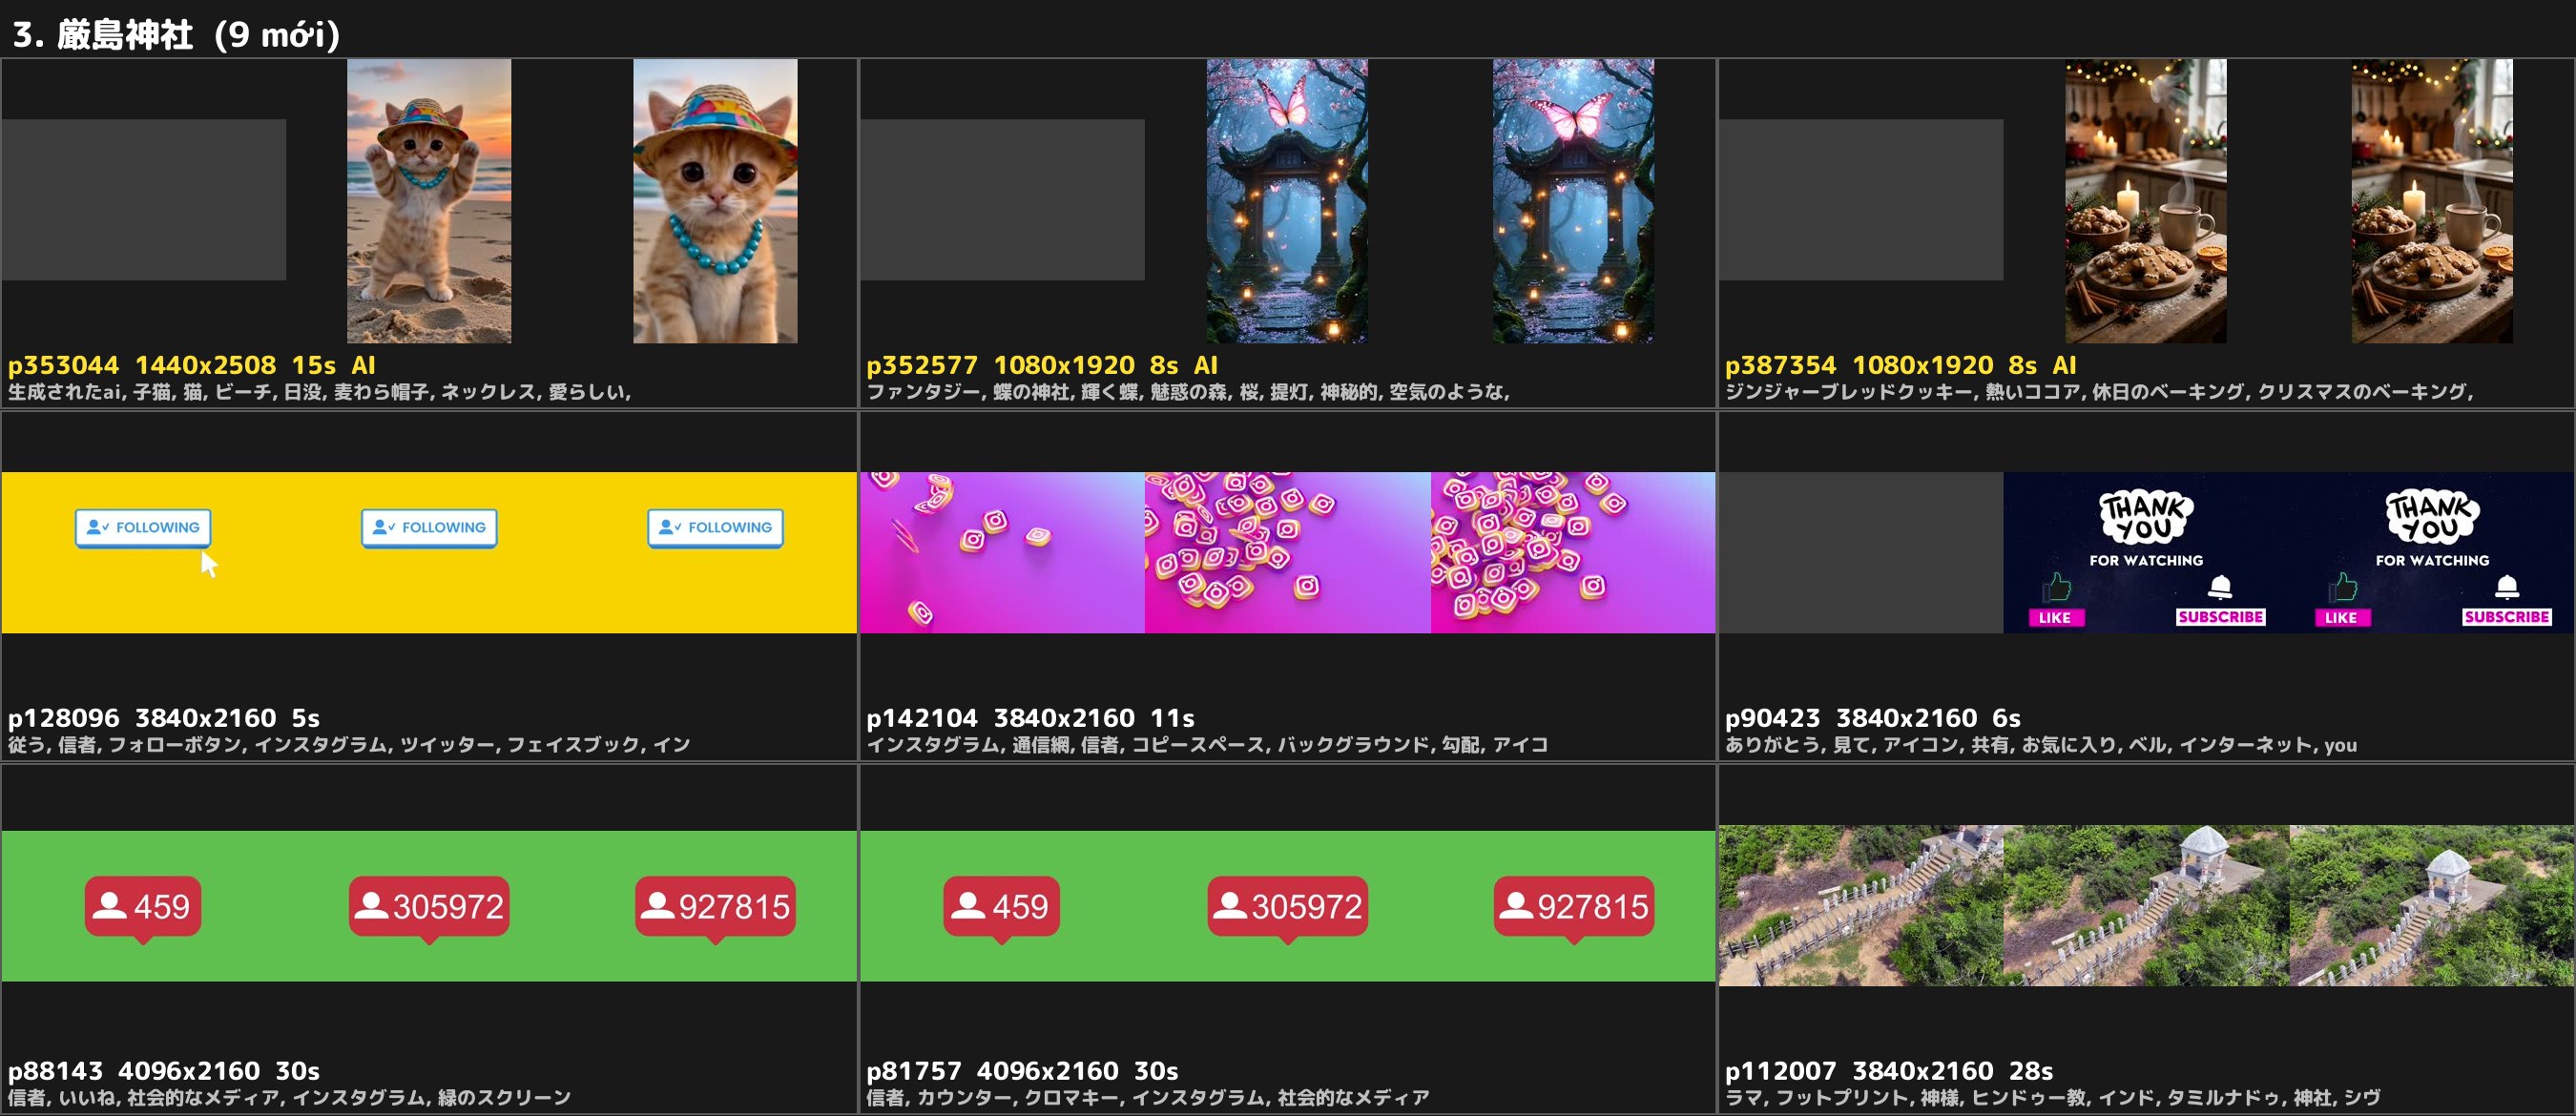 3. 厳島神社 (9 mới)
p353044 1440x2508 15s AI
生成されたai, 子猫, 猫, ビーチ, 日没, 麦わら帽子, ネックレス, 愛らしい,
p352577 1080x1920 8s AI
ファンタジー, 蝶の神社, 輝く蝶, 魅惑の森, 桜, 提灯, 神秘的, 空気のような,
p387354 1080x1920 8s AI
ジンジャーブレッドクッキー, 熱いココア, 休日のベーキング, クリスマスのベーキング,
FOLLOWING
FOLLOWING
FOLLOWING
p128096 3840x2160 5s
従う, 信者, フォローボタン, インスタグラム, ツイッター, フェイスブック, イン
p142104 3840x2160 11s
インスタグラム, 通信網, 信者, コピースペース, バックグラウンド, 勾配, アイコ
THANK
YOU
FOR WATCHING
LIKE
SUBSCRIBE
THANK
YOU
FOR WATCHING
LIKE
SUBSCRIBE
p90423 3840x2160 6s
ありがとう, 見て, アイコン, 共有, お気に入り, ベル, インターネット, you
459
305972
927815
p88143 4096x2160 30s
信者, いいね, 社会的なメディア, インスタグラム, 緑のスクリーン
459
305972
927815
p81757 4096x2160 30s
信者, カウンター, クロマキー, インスタグラム, 社会的なメディア
p112007 3840x2160 28s
ラマ, フットプリント, 神様, ヒンドゥー教, インド, タミルナドゥ, 神社, シヴ